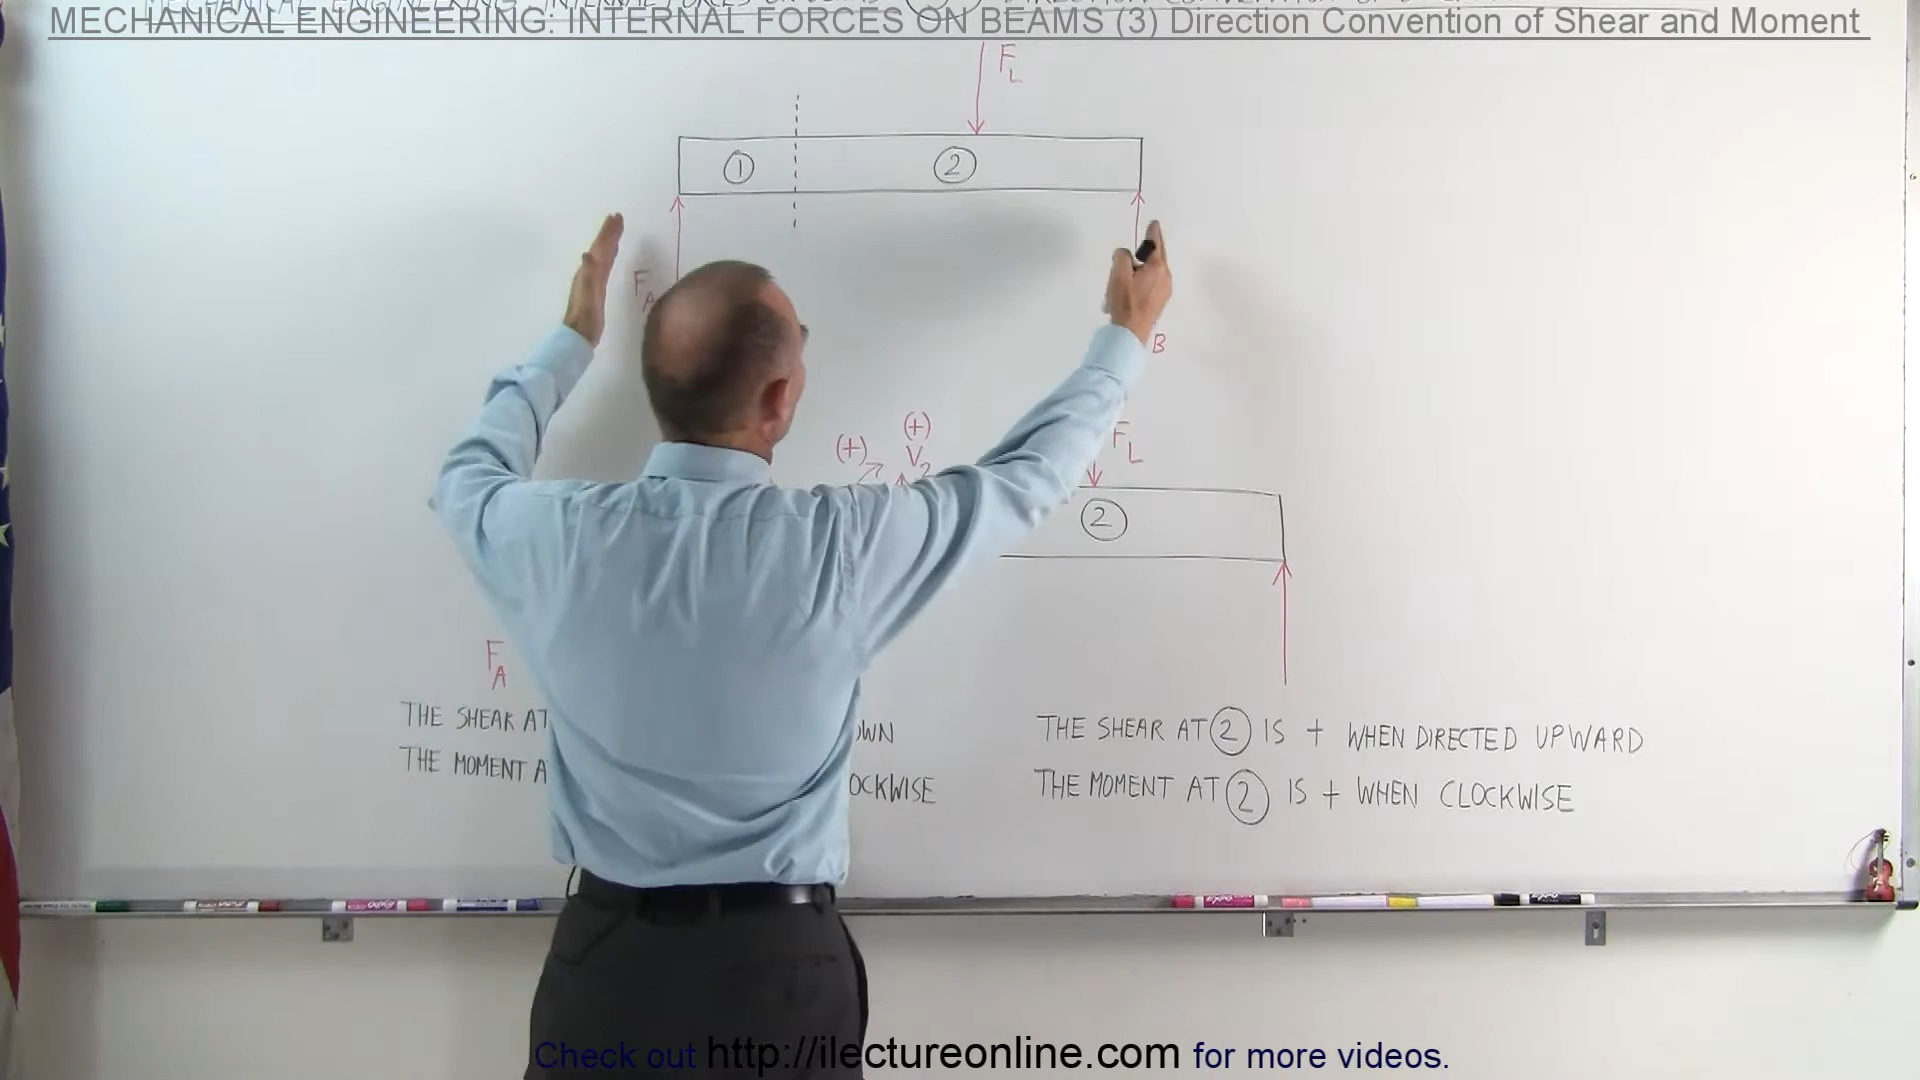 MECHANICAL ENGINEERING: INTERNAL FORCES ON BEAMS (3) Direction Convention of Shear and Moment
F L
1 2
F A
B
(+) (+)
V2 F L
2
F A
THE SHEAR AT OWN
THE MOMENT A OCKWISE
THE SHEAR AT 2 IS + WHEN DIRECTED UPWARD
THE MOMENT AT 2 IS + WHEN CLOCKWISE
Check out http://ilectureonline.com for more videos.